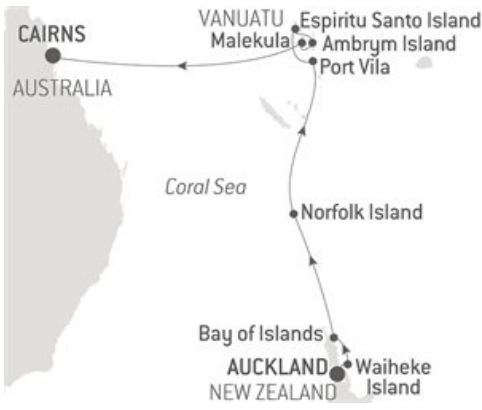 VANUATU
Espiritu Santo Island
CAIRNS
Malekula
Ambrym Island
Port Vila
AUSTRALIA
Coral Sea
Norfolk Island
Bay of Islands
AUCKLAND
Waiheke
Island
NEW ZEALAND